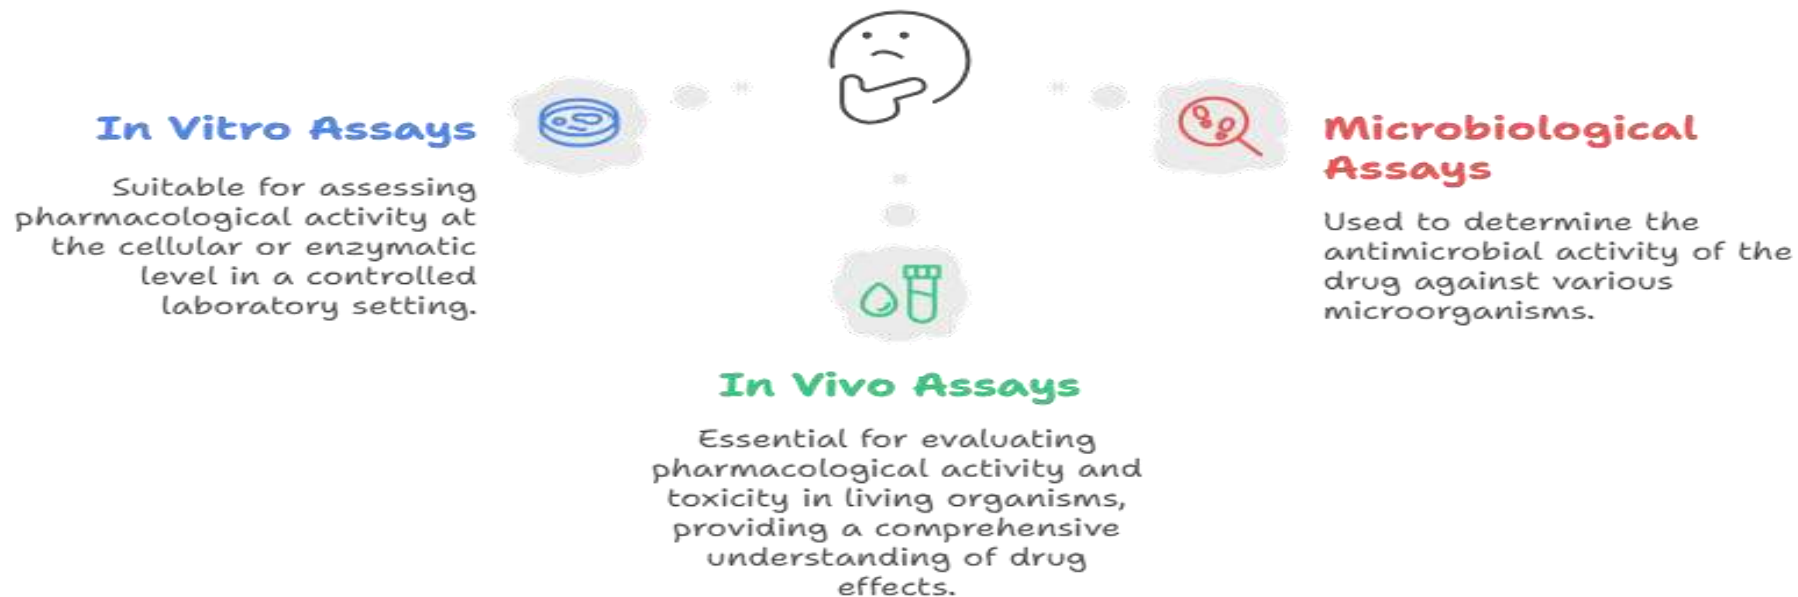 In Vitro Assays
Suitable for assessing
pharmacological activity at
the cellular or enzymatic
level in a controlled
laboratory setting.
In Vivo Assays
Essential for evaluating
pharmacological activity and
toxicity in living organisms,
providing a comprehensive
understanding of drug
effects.
Microbiological
Assays
Used to determine the
antimicrobial activity of the
drug against various
microorganisms.